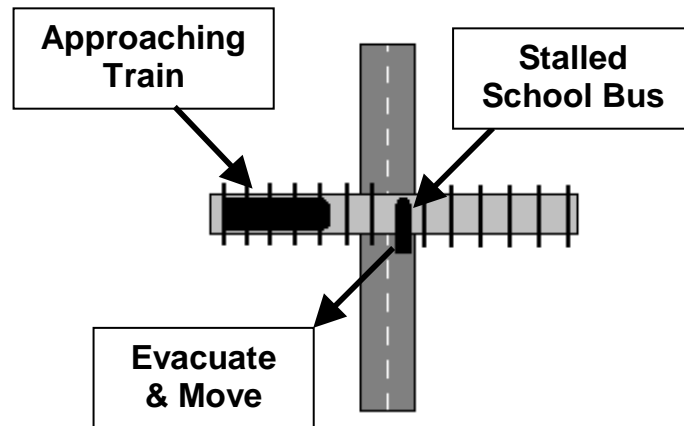 Approaching
Train
Stalled
School Bus
Evacuate
& Move